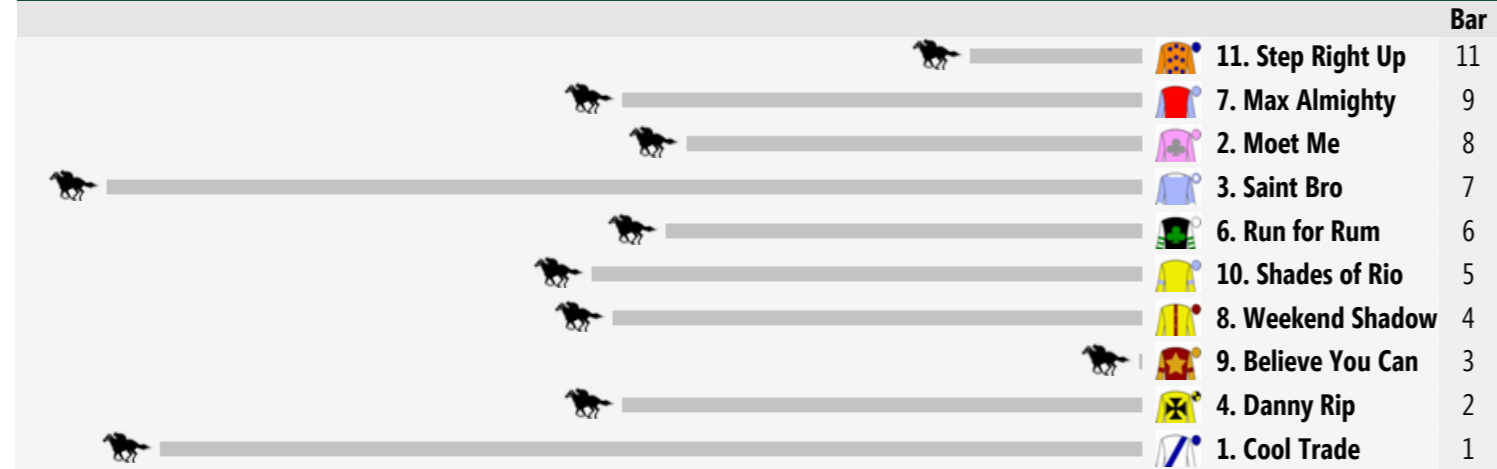 Bar
11. Step Right Up 11
7. Max Almighty 9
2. Moet Me 8
3. Saint Bro 7
6. Run for Rum 6
10. Shades of Rio 5
8. Weekend Shadow 4
9. Believe You Can 3
4. Danny Rip 2
1. Cool Trade 1